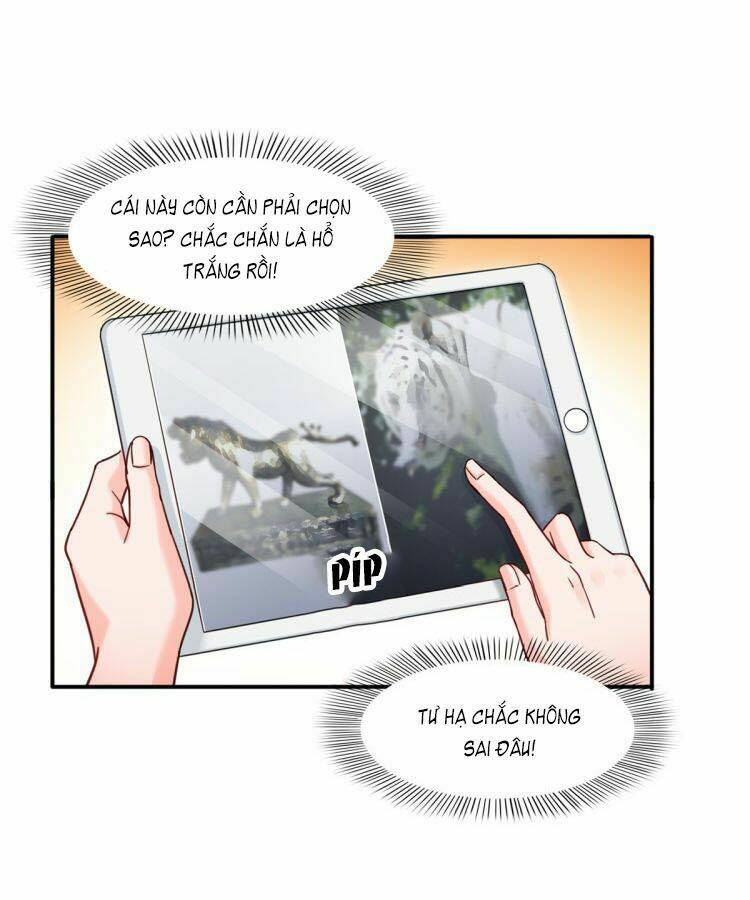 CÁI NÀY CÒN CẦN PHẢI CHỌN
SAO? CHẮC CHẮN LÀ HỔ
TRẮNG RỒI!
PÍP
TƯ HẠ CHẮC KHÔNG
SAI ĐÂU!